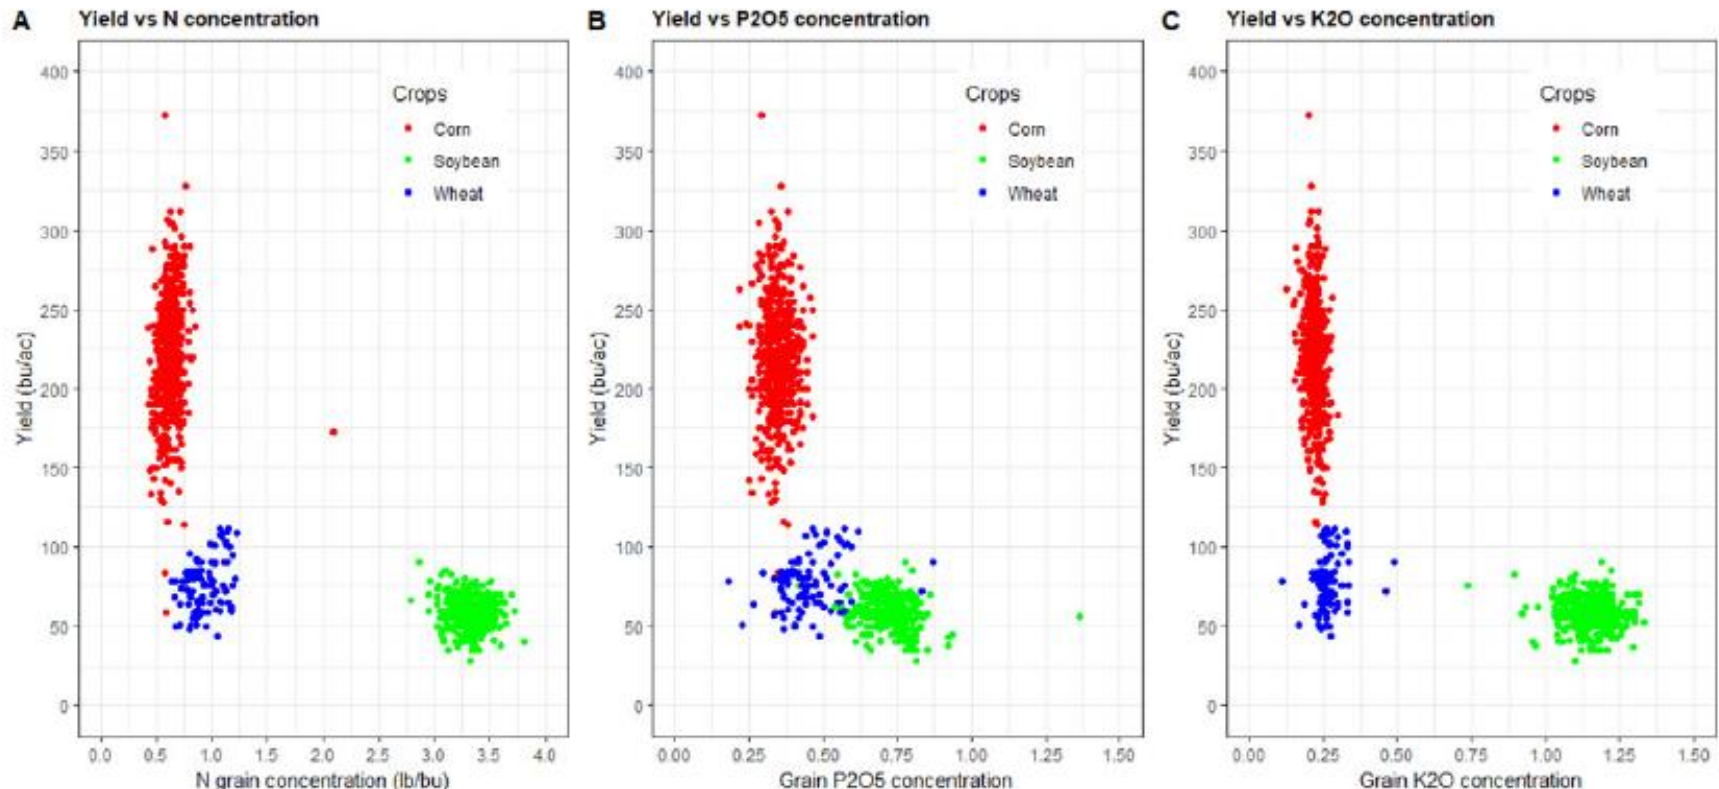 A Yield vs N concentration
400
350
300
250
200
150
100
50
0
Yield (bu/ac)
Crops
Corn
Soybean
Wheat
0.0 0.5 1.0 1.5 2.0 2.5 3.0 3.5 4.0
N grain concentration (lb/bu)
B Yield vs P2O5 concentration
400
350
300
250
200
150
100
50
0
Yield (bu/ac)
Crops
Corn
Soybean
Wheat
0.00 0.25 0.50 0.75 1.00 1.25 1.50
Grain P2O5 concentration
C Yield vs K2O concentration
400
350
300
250
200
150
100
50
0
Yield (bu/ac)
Crops
Corn
Soybean
Wheat
0.00 0.25 0.50 0.75 1.00 1.25 1.50
Grain K2O concentration